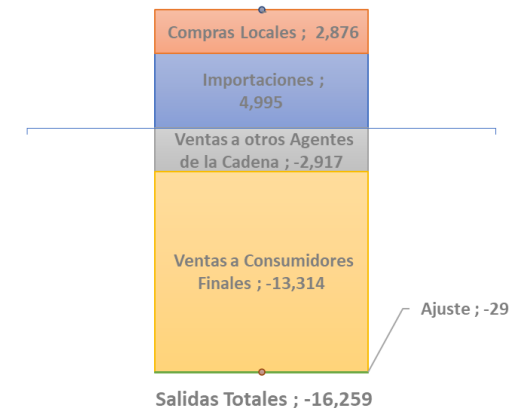 Compras Locales ; 2,876
Importaciones ;
4,995
Ventas a otros Agentes
de la Cadena ; -2,917
Ventas a Consumidores
Finales ; -13,314
Ajuste ; -29
Salidas Totales ; -16,259